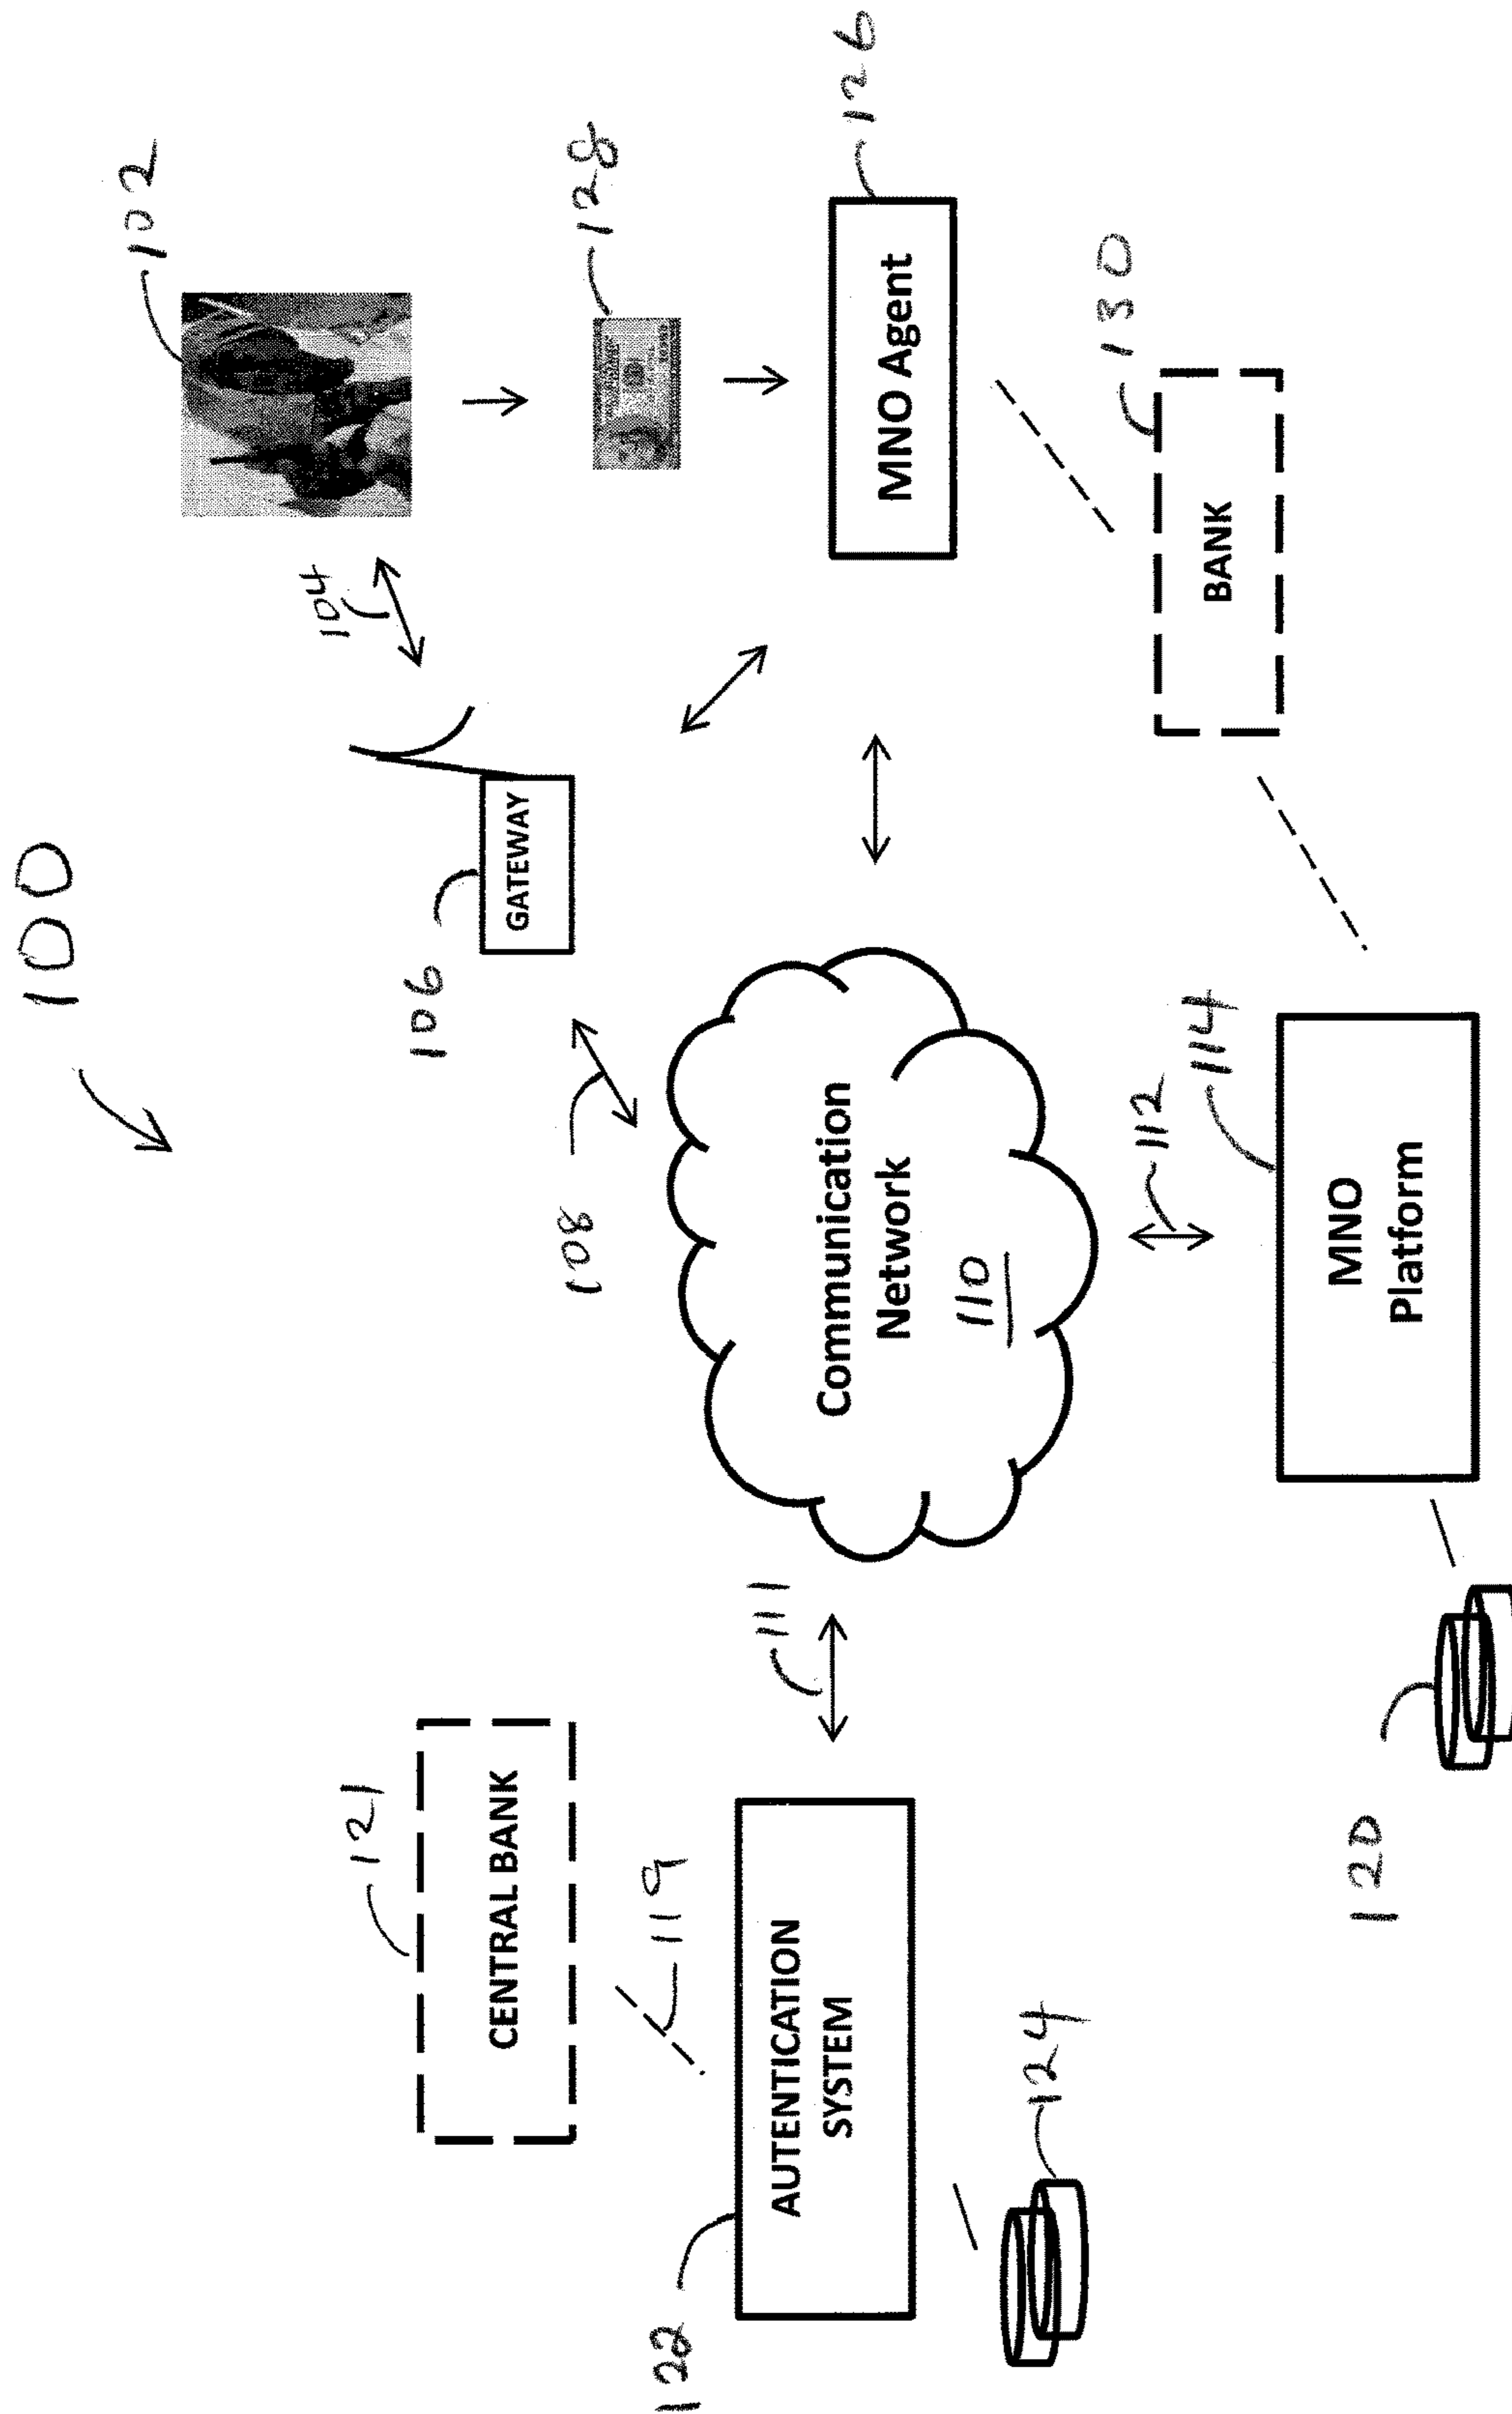 100
102
104
106
GATEWAY
108
128
126
MNO Agent
130
BANK
Communication
Network
110
111
112
114
MNO
Platform
120
121
CENTRAL BANK
119
122
AUTENTICATION
SYSTEM
124